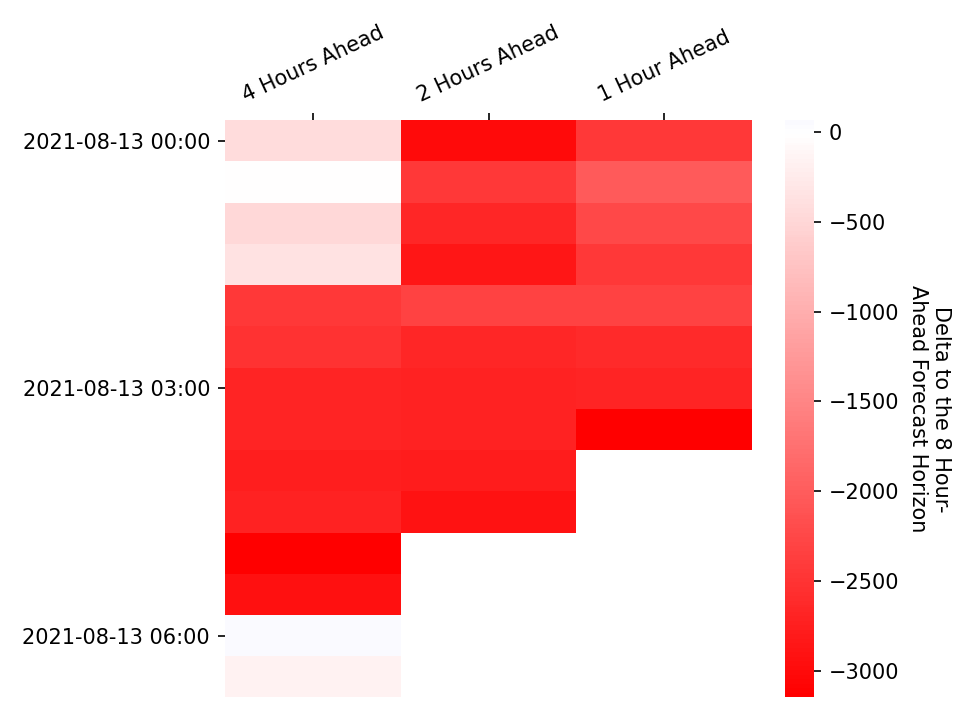 4 Hours Ahead
2 Hours Ahead
1 Hour Ahead
2021-08-13 00:00
2021-08-13 03:00
2021-08-13 06:00
0
−500
−1000
−1500
−2000
−2500
−3000
Delta to the 8 Hour-
Ahead Forecast Horizon